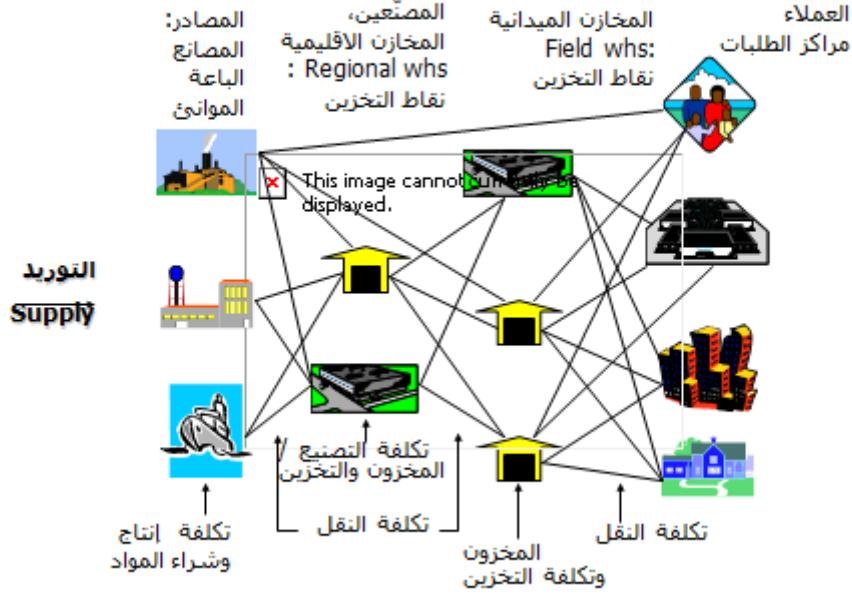 المصادر:
المصانع
الباعة
الموانئ
المصنّعين،
المخازن الاقليمية
Regional whs :
نقاط التخزين
المخازن الميدانية
Field whs:
نقاط التخزين
العملاء
مراكز الطلبات
This image cannot currently be
displayed.
التوريد
Supply
تكلفة التصنيع /
المخزون والتخزين
تكلفة إنتاج
وشراء المواد
تكلفة النقل
المخزون
وتكلفة التخزين
تكلفة النقل